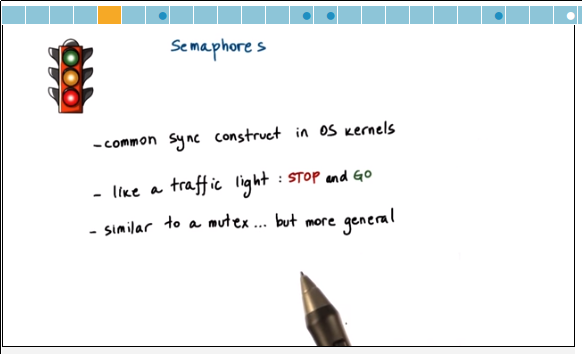 Semaphores
- common sync construct in OS kernels
- like a traffic light : STOP and GO
- similar to a mutex... but more general